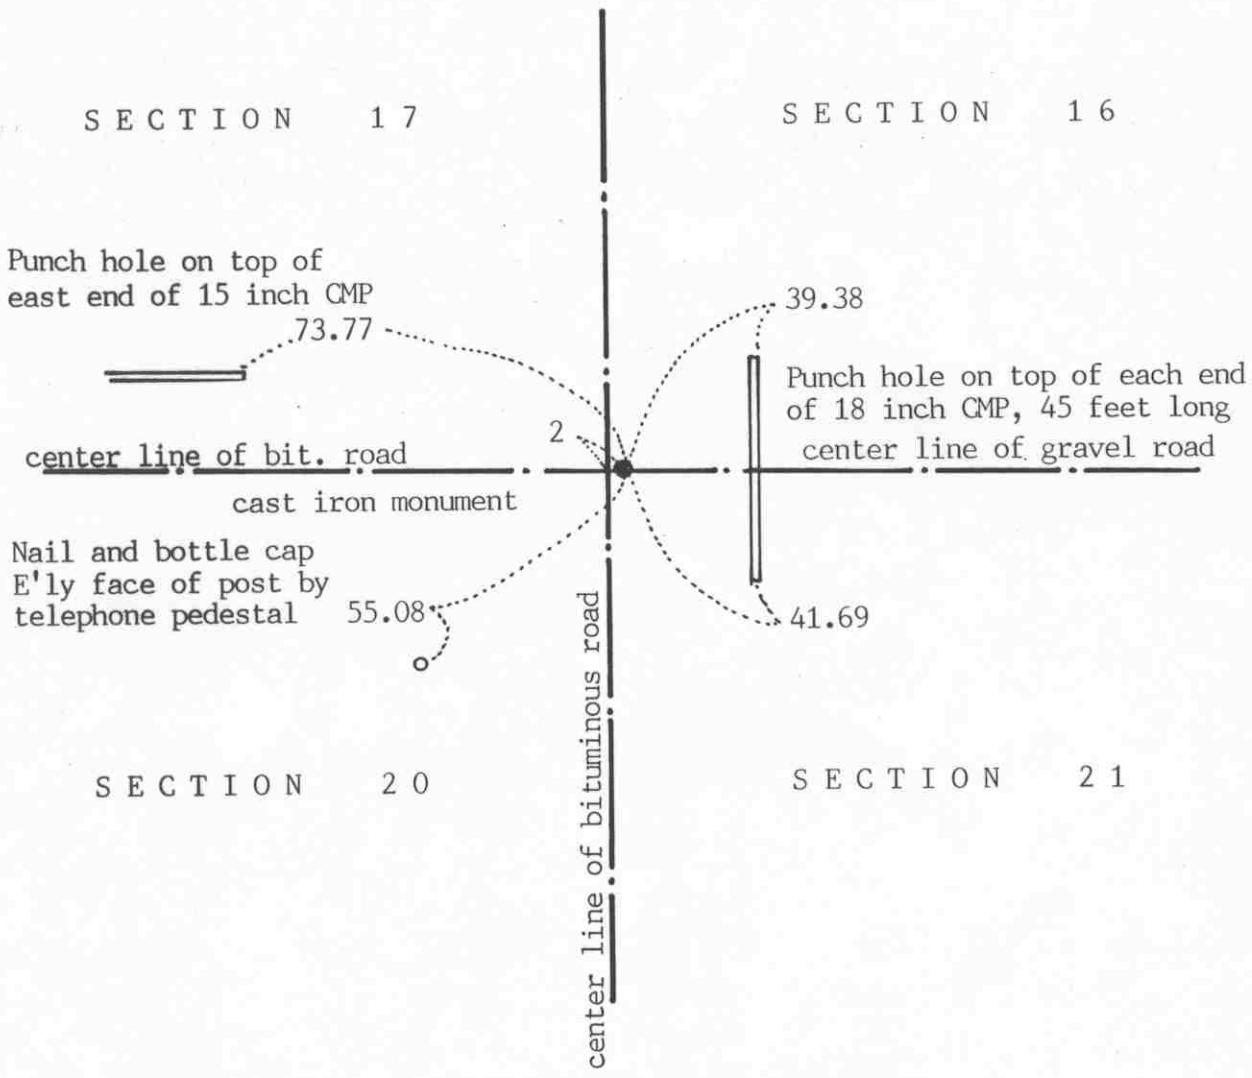 SECTION 17
SECTION 16
Punch hole on top of
east end of 15 inch CMP
73.77
39.38
Punch hole on top of each end
of 18 inch CMP, 45 feet long
2
center line of bit. road
center line of gravel road
cast iron monument
Nail and bottle cap
E'ly face of post by
telephone pedestal
55.08
41.69
center line of bituminous road
SECTION 20
SECTION 21